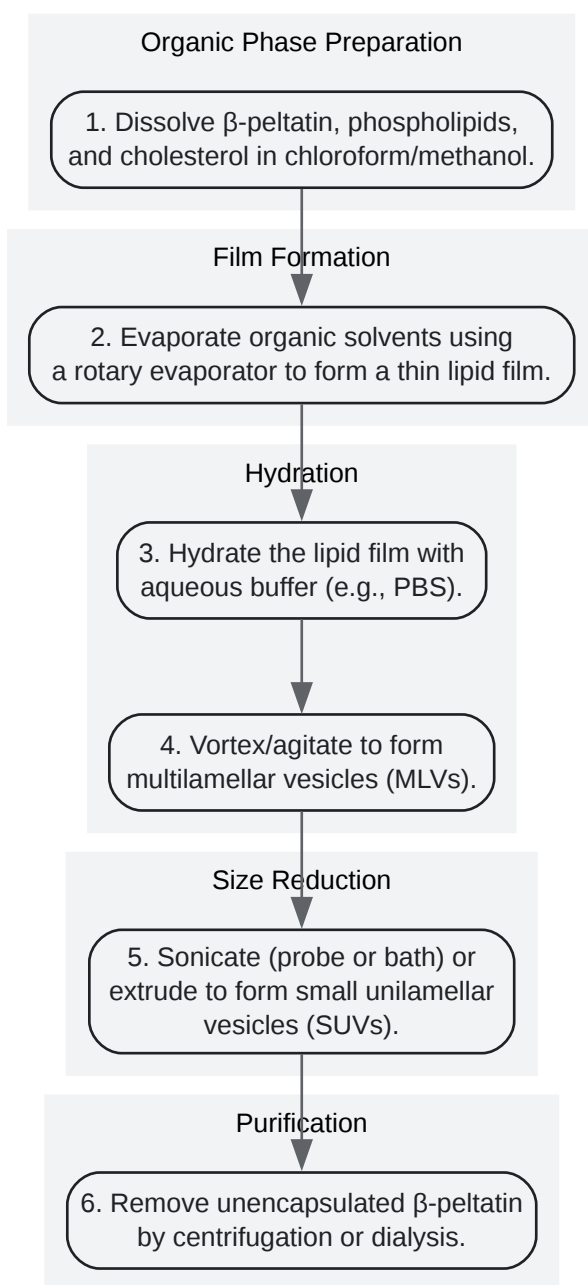 Organic Phase Preparation
1. Dissolve β-peltatin, phospholipids,
and cholesterol in chloroform/methanol.
Film Formation
2. Evaporate organic solvents using
a rotary evaporator to form a thin lipid film.
Hydration
3. Hydrate the lipid film with
aqueous buffer (e.g., PBS).
4. Vortex/agitate to form
multilamellar vesicles (MLVs).
Size Reduction
5. Sonicate (probe or bath) or
extrude to form small unilamellar
vesicles (SUVs).
Purification
6. Remove unencapsulated β-peltatin
by centrifugation or dialysis.